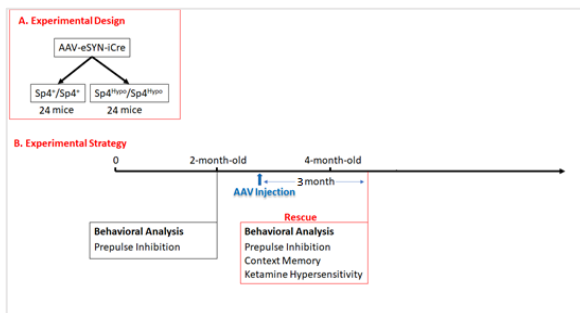 A. Experimental Design
AAV-eSYN-iCre
Sp4⁺/Sp4⁺ Sp4ᴴʸᵖᵒ/Sp4ᴴʸᵖᵒ
24 mice 24 mice
B. Experimental Strategy
0 2-month-old 4-month-old
3 month
AAV Injection
Rescue
Behavioral Analysis
Prepulse Inhibition
Behavioral Analysis
Prepulse Inhibition
Context Memory
Ketamine Hypersensitivity